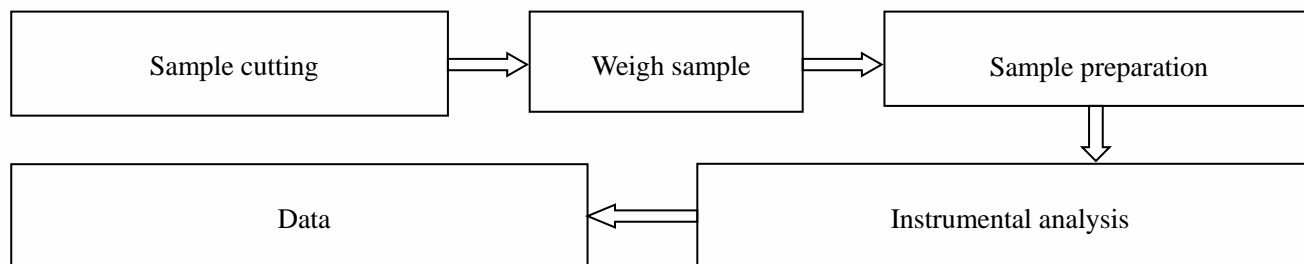 Sample cutting
Weigh sample
Sample preparation
Instrumental analysis
Data